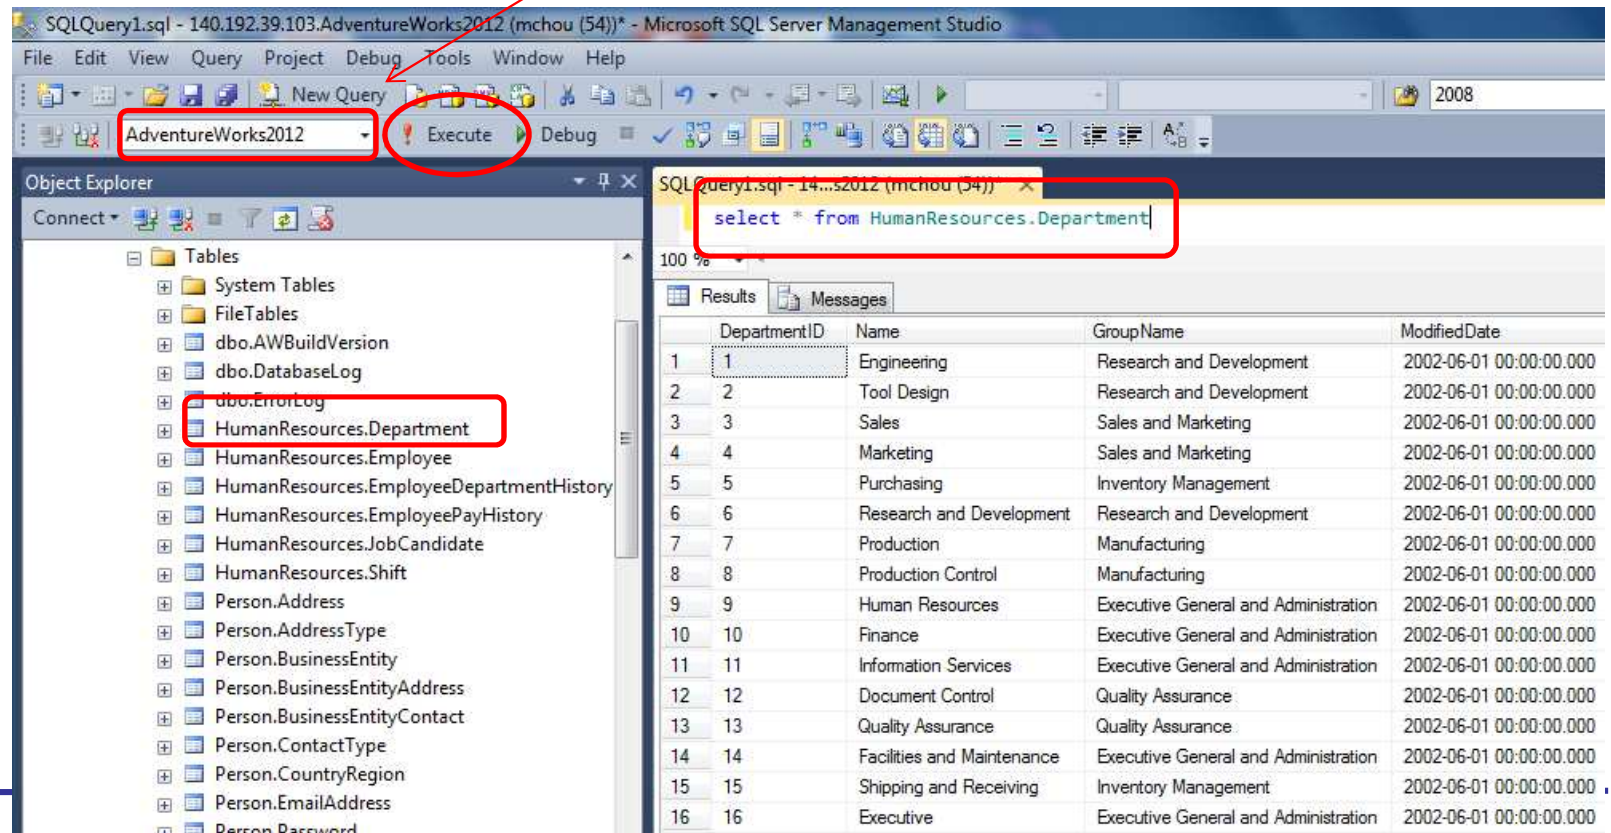 SQLQuery1.sql - 140.192.39.103.AdventureWorks2012 (mchou (54))* - Microsoft SQL Server Management Studio
File Edit View Query Project Debug Tools Window Help
New Query 2008
AdventureWorks2012 Execute Debug
Object Explorer
Connect
Tables
System Tables
FileTables
dbo.AWBuildVersion
dbo.DatabaseLog
dbo.ErrorLog
HumanResources.Department
HumanResources.Employee
HumanResources.EmployeeDepartmentHistory
HumanResources.EmployeePayHistory
HumanResources.JobCandidate
HumanResources.Shift
Person.Address
Person.AddressType
Person.BusinessEntity
Person.BusinessEntityAddress
Person.BusinessEntityContact
Person.ContactType
Person.CountryRegion
Person.EmailAddress
Person.Password
SQLQuery1.sql - 14...s2012 (mchou (54))*
select * from HumanResources.Department
100 %
Results Messages
DepartmentID Name GroupName ModifiedDate
1 1 Engineering Research and Development 2002-06-01 00:00:00.000
2 2 Tool Design Research and Development 2002-06-01 00:00:00.000
3 3 Sales Sales and Marketing 2002-06-01 00:00:00.000
4 4 Marketing Sales and Marketing 2002-06-01 00:00:00.000
5 5 Purchasing Inventory Management 2002-06-01 00:00:00.000
6 6 Research and Development Research and Development 2002-06-01 00:00:00.000
7 7 Production Manufacturing 2002-06-01 00:00:00.000
8 8 Production Control Manufacturing 2002-06-01 00:00:00.000
9 9 Human Resources Executive General and Administration 2002-06-01 00:00:00.000
10 10 Finance Executive General and Administration 2002-06-01 00:00:00.000
11 11 Information Services Executive General and Administration 2002-06-01 00:00:00.000
12 12 Document Control Quality Assurance 2002-06-01 00:00:00.000
13 13 Quality Assurance Quality Assurance 2002-06-01 00:00:00.000
14 14 Facilities and Maintenance Executive General and Administration 2002-06-01 00:00:00.000
15 15 Shipping and Receiving Inventory Management 2002-06-01 00:00:00.000
16 16 Executive Executive General and Administration 2002-06-01 00:00:00.000